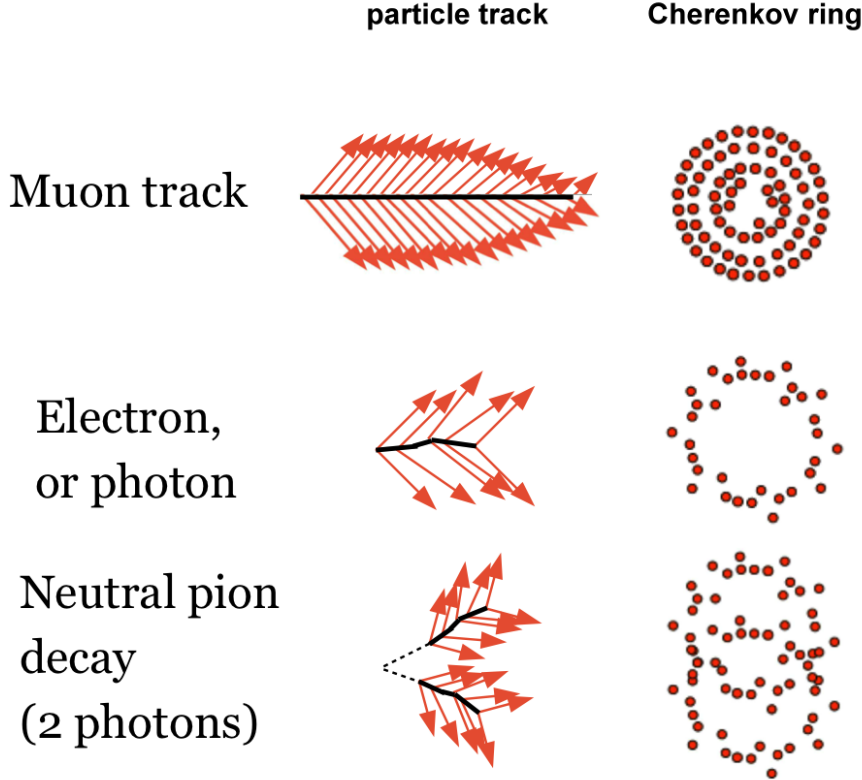 particle track
Cherenkov ring
Muon track
Electron,
or photon
Neutral pion
decay
(2 photons)